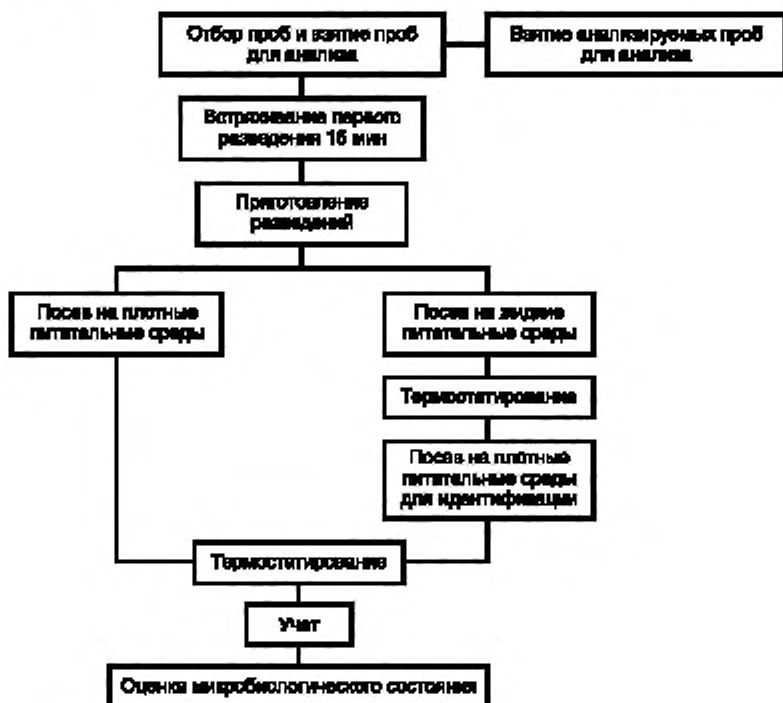 Отбор проб и взятие проб
для анализа
Взятие анализируемых проб
для анализа
Встряхивание первого
разведения 15 мин
Приготовление
разведений
Посев на плотные
питательные среды
Посев на жидкие
питательные среды
Термостатирование
Посев на плотные
питательные среды
для идентификации
Термостатирование
Учет
Оценка микробиологического состояния